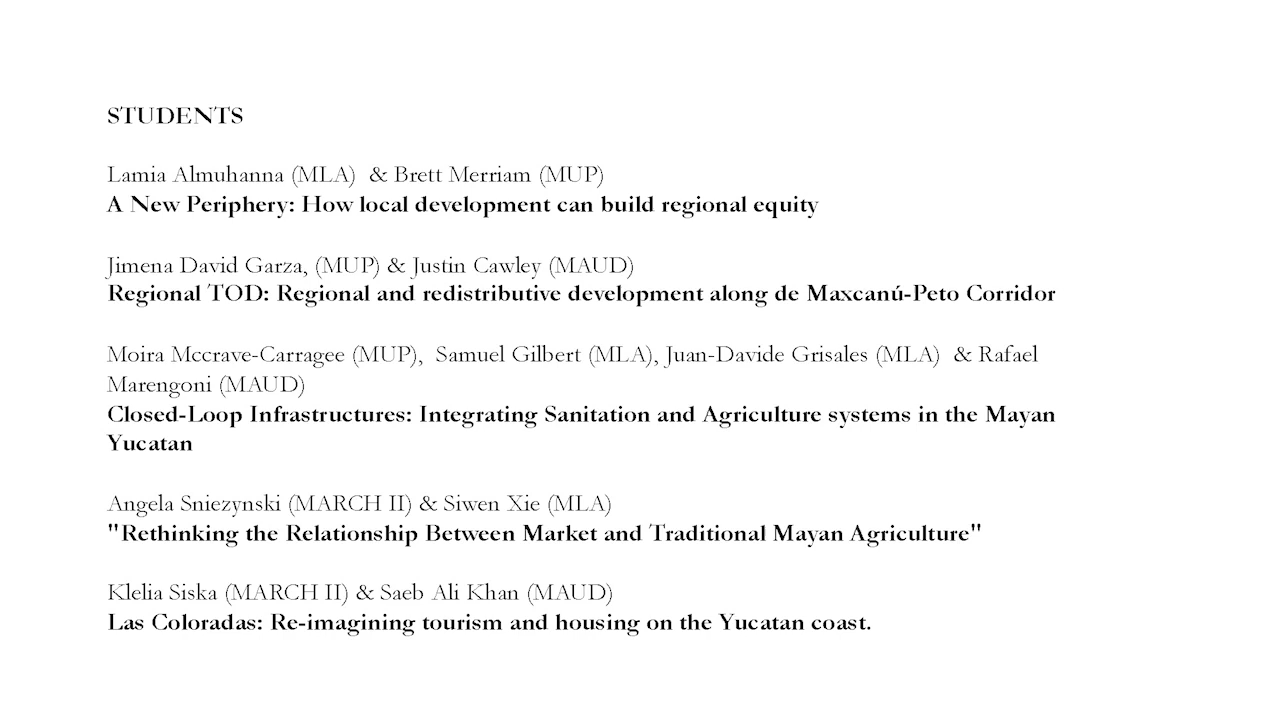 STUDENTS
Lamia Almuhanna (MLA)  & Brett Merriam (MUP)
A New Periphery: How local development can build regional equity
Jimena David Garza, (MUP) & Justin Cawley (MAUD)
Regional TOD: Regional and redistributive development along de Maxcanú-Peto Corridor
Moira Mccrave-Carragee (MUP),  Samuel Gilbert (MLA), Juan-Davide Grisales (MLA)  & Rafael
Marengoni (MAUD)
Closed-Loop Infrastructures: Integrating Sanitation and Agriculture systems in the Mayan
Yucatan
Angela Sniezynski (MARCH II) & Siwen Xie (MLA)
"Rethinking the Relationship Between Market and Traditional Mayan Agriculture"
Klelia Siska (MARCH II) & Saeb Ali Khan (MAUD)
Las Coloradas: Re-imagining tourism and housing on the Yucatan coast.